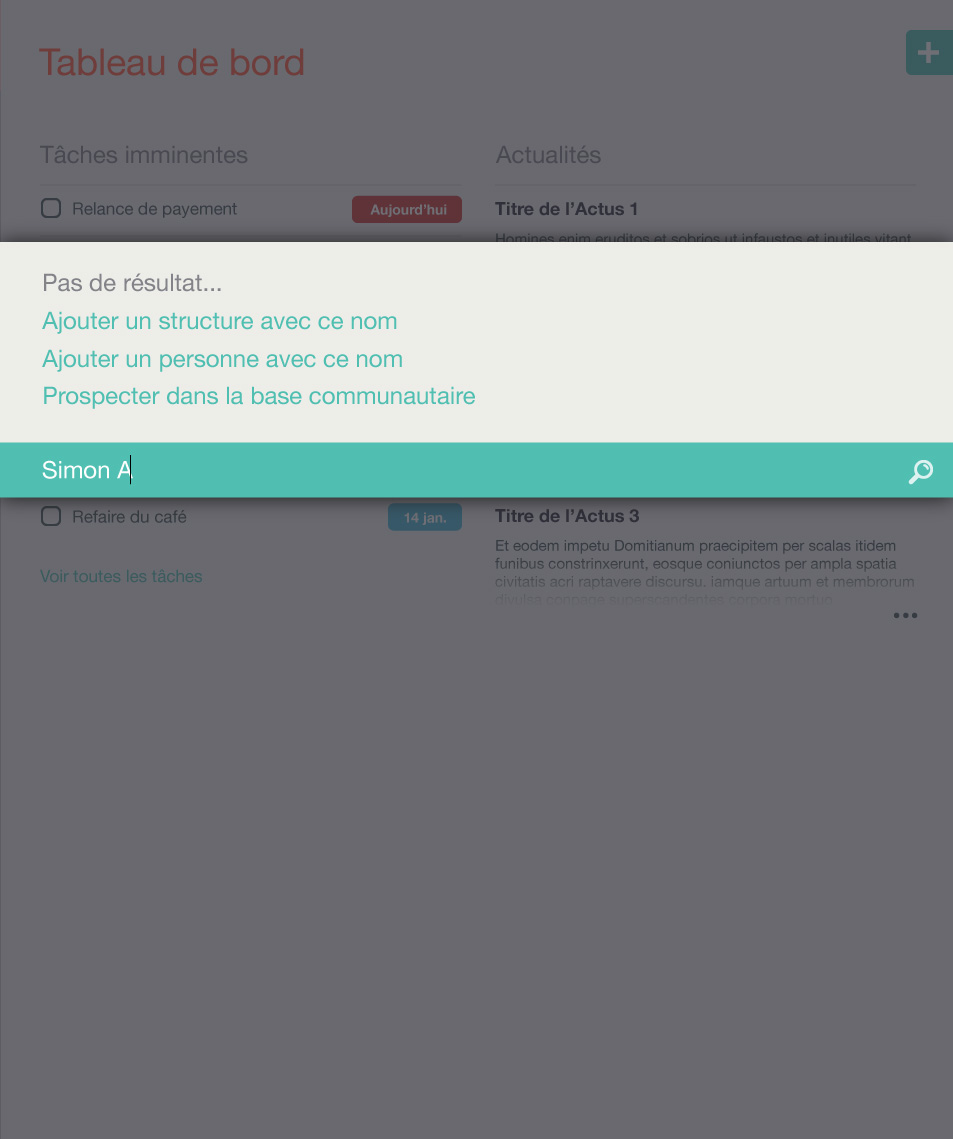 Tableau de bord
Tâches imminentes
Relance de payement
Aujourd'hui
Actualités
Titre de l'Actus 1
Homines enim eruditos et sobrios ut infaustos et inutiles vitant
Pas de résultat...
Ajouter un structure avec ce nom
Ajouter un personne avec ce nom
Prospecter dans la base communautaire
Simon A
Refaire du café
14 jan.
Voir toutes les tâches
Titre de l'Actus 3
Et eodem impetu Domitianum praecipitem per scalas itidem
funibus constrinxerunt, eosque coniunctos per ampla spatia
civitatis acri raptavere discursu. iamque artuum et membrorum
divulsa conpage superscandentes corpora mortuo